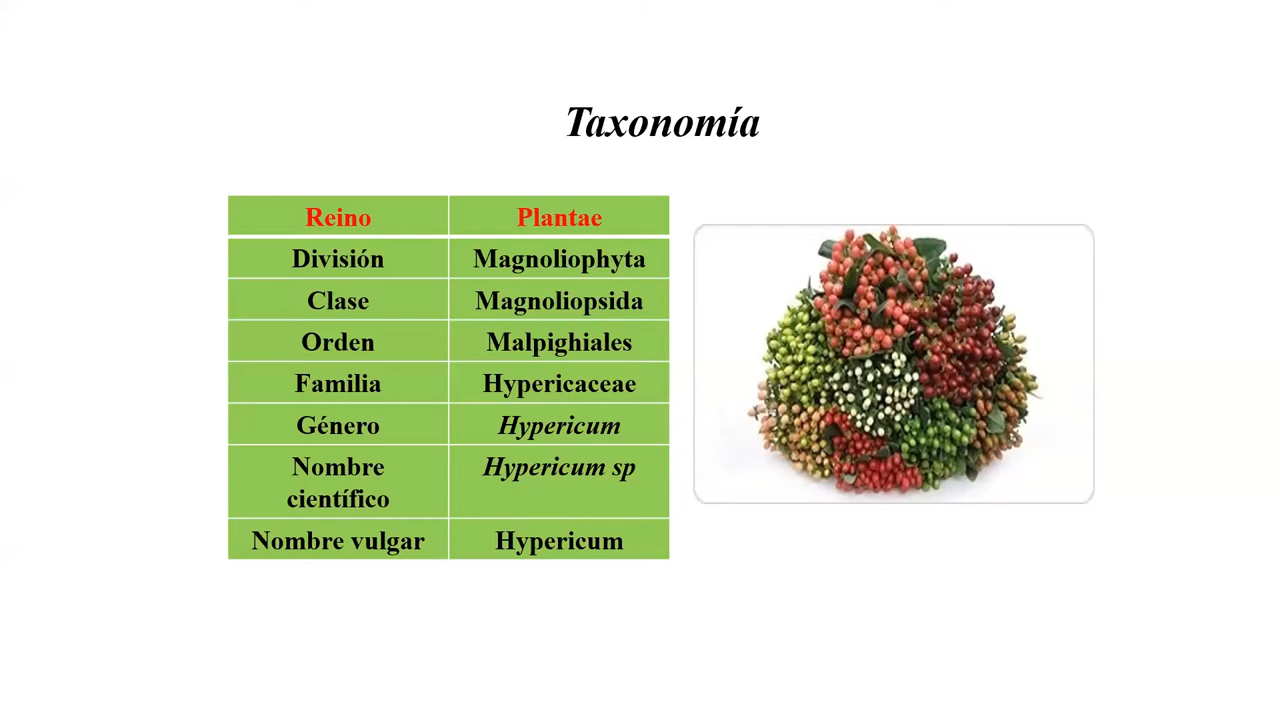 Taxonomía
Reino Plantae
División Magnoliophyta
Clase Magnoliopsida
Orden Malpighiales
Familia Hypericaceae
Género Hypericum
Nombre Hypericum sp
científico
Nombre vulgar Hypericum